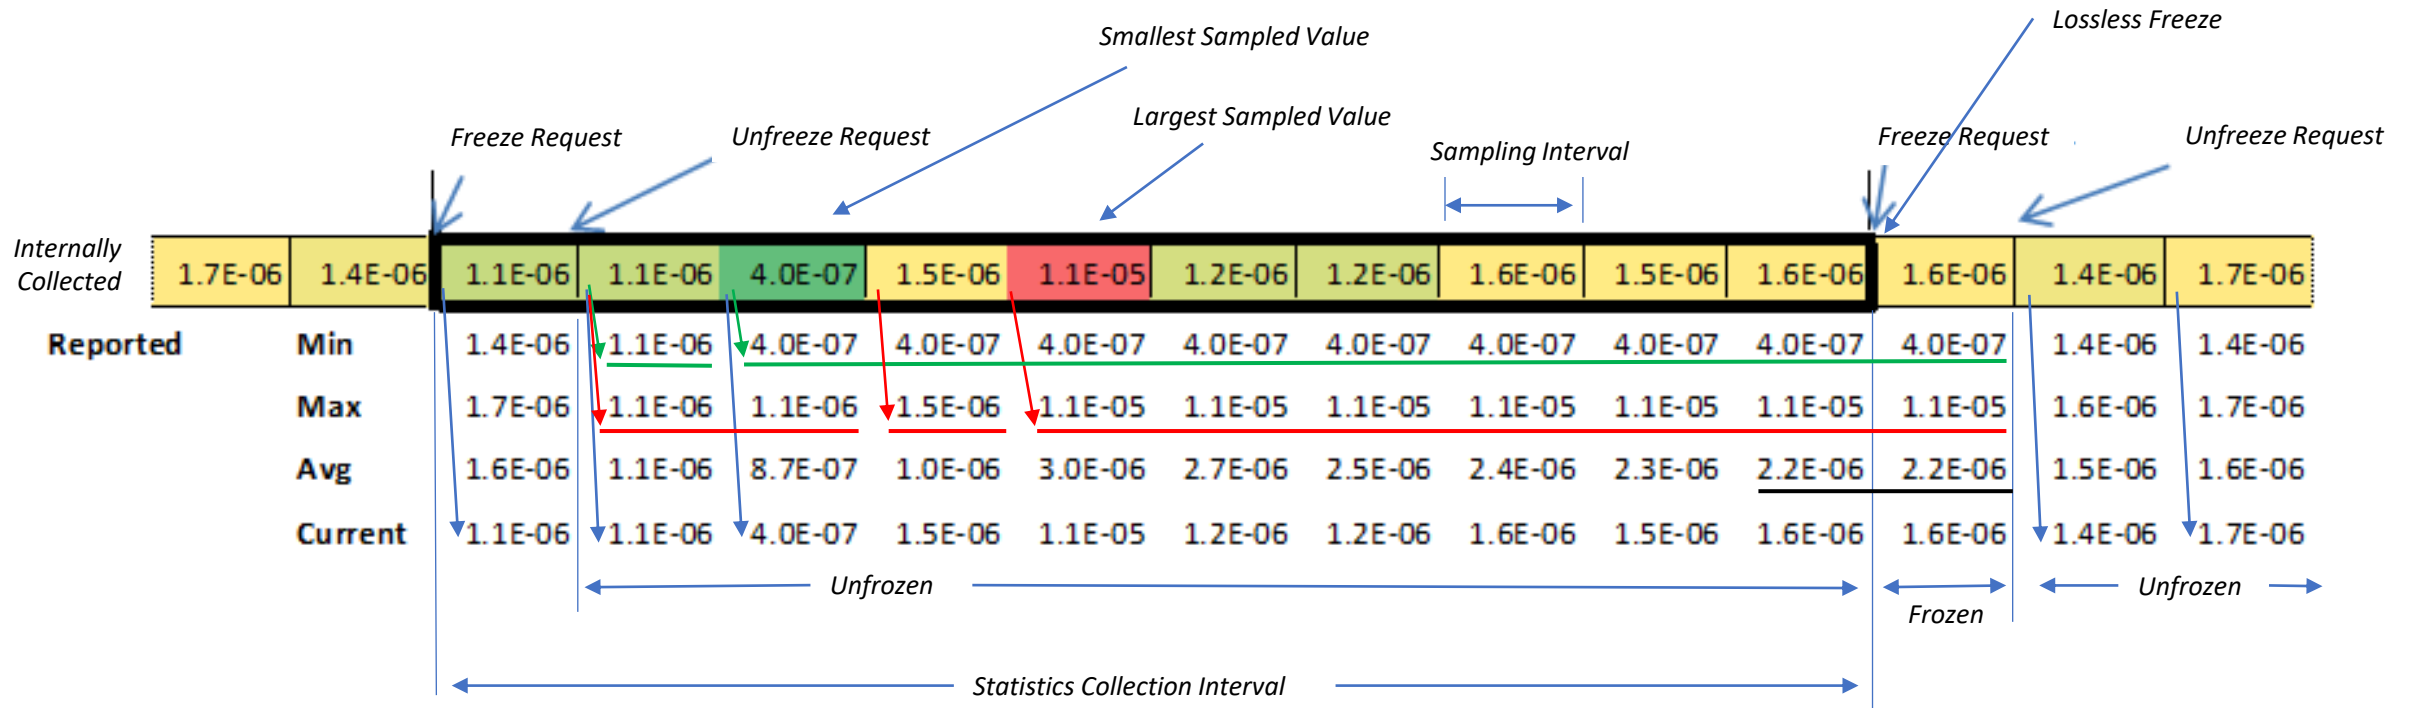 Lossless Freeze
Smallest Sampled Value
Largest Sampled Value
Freeze Request
Unfreeze Request
Sampling Interval
Freeze Request
Unfreeze Request
Internally
Collected
1.7E-06 1.4E-06 1.1E-06 1.1E-06 4.0E-07 1.5E-06 1.1E-05 1.2E-06 1.2E-06 1.6E-06 1.5E-06 1.6E-06 1.6E-06 1.4E-06 1.7E-06
Reported Min 1.4E-06 1.1E-06 4.0E-07 4.0E-07 4.0E-07 4.0E-07 4.0E-07 4.0E-07 4.0E-07 4.0E-07 4.0E-07 1.4E-06 1.4E-06
Max 1.7E-06 1.1E-06 1.1E-06 1.5E-06 1.1E-05 1.1E-05 1.1E-05 1.1E-05 1.1E-05 1.1E-05 1.1E-05 1.6E-06 1.7E-06
Avg 1.6E-06 1.1E-06 8.7E-07 1.0E-06 3.0E-06 2.7E-06 2.5E-06 2.4E-06 2.3E-06 2.2E-06 2.2E-06 1.5E-06 1.6E-06
Current 1.1E-06 1.1E-06 4.0E-07 1.5E-06 1.1E-05 1.2E-06 1.2E-06 1.6E-06 1.5E-06 1.6E-06 1.6E-06 1.4E-06 1.7E-06
Unfrozen
Unfrozen
Frozen
Statistics Collection Interval